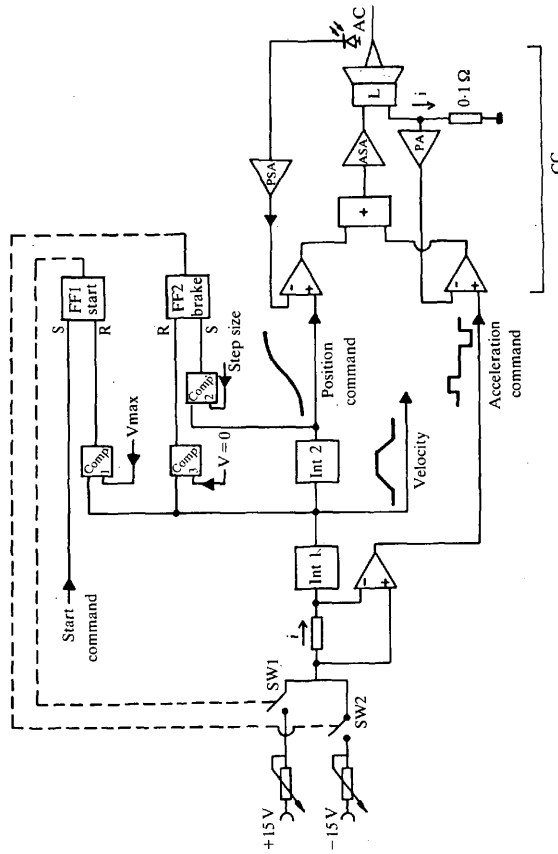 Start
command
S
R
FF1
start
Comp
1
Vmax
R
S
FF2
brake
Comp
3
V = 0
Comp
2
Step size
PSA
AC
L
ASA
PA
i
0·1 Ω
CC
+
−
+
−
+
Position
command
Int 2
Velocity
Acceleration
command
Int 1
i
−
+
SW1
SW2
+15 V
−15 V